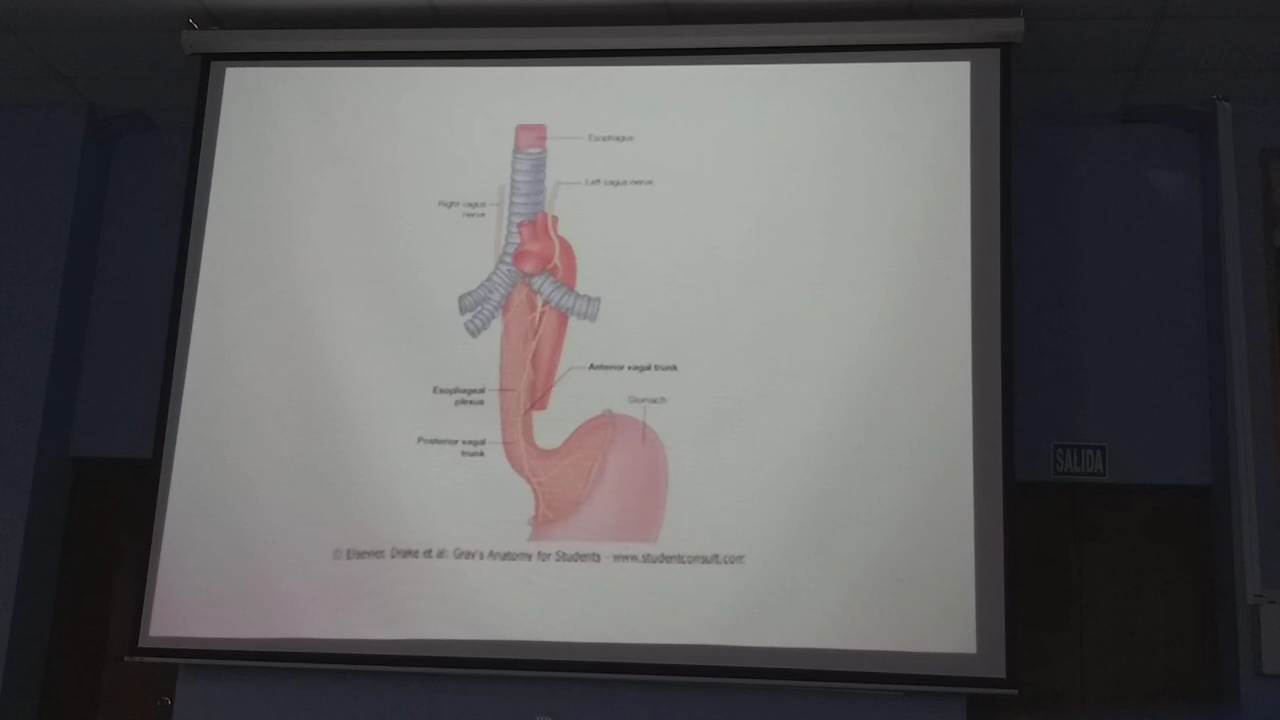 Esophagus
Left vagus nerve
Right vagus
nerve
Anterior vagal trunk
Esophageal
plexus
Stomach
Posterior vagal
trunk
© Elsevier. Drake et al: Gray's Anatomy for Students - www.studentconsult.com
SALIDA